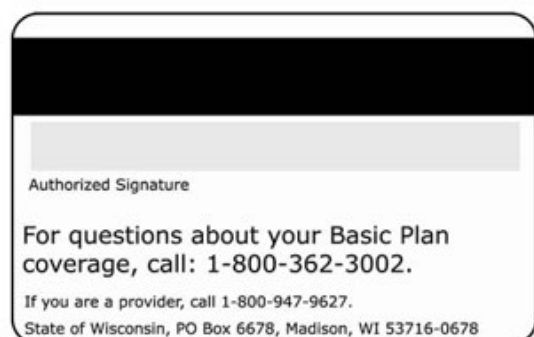 Authorized Signature
For questions about your Basic Plan
coverage, call: 1-800-362-3002.
If you are a provider, call 1-800-947-9627.
State of Wisconsin, PO Box 6678, Madison, WI 53716-0678